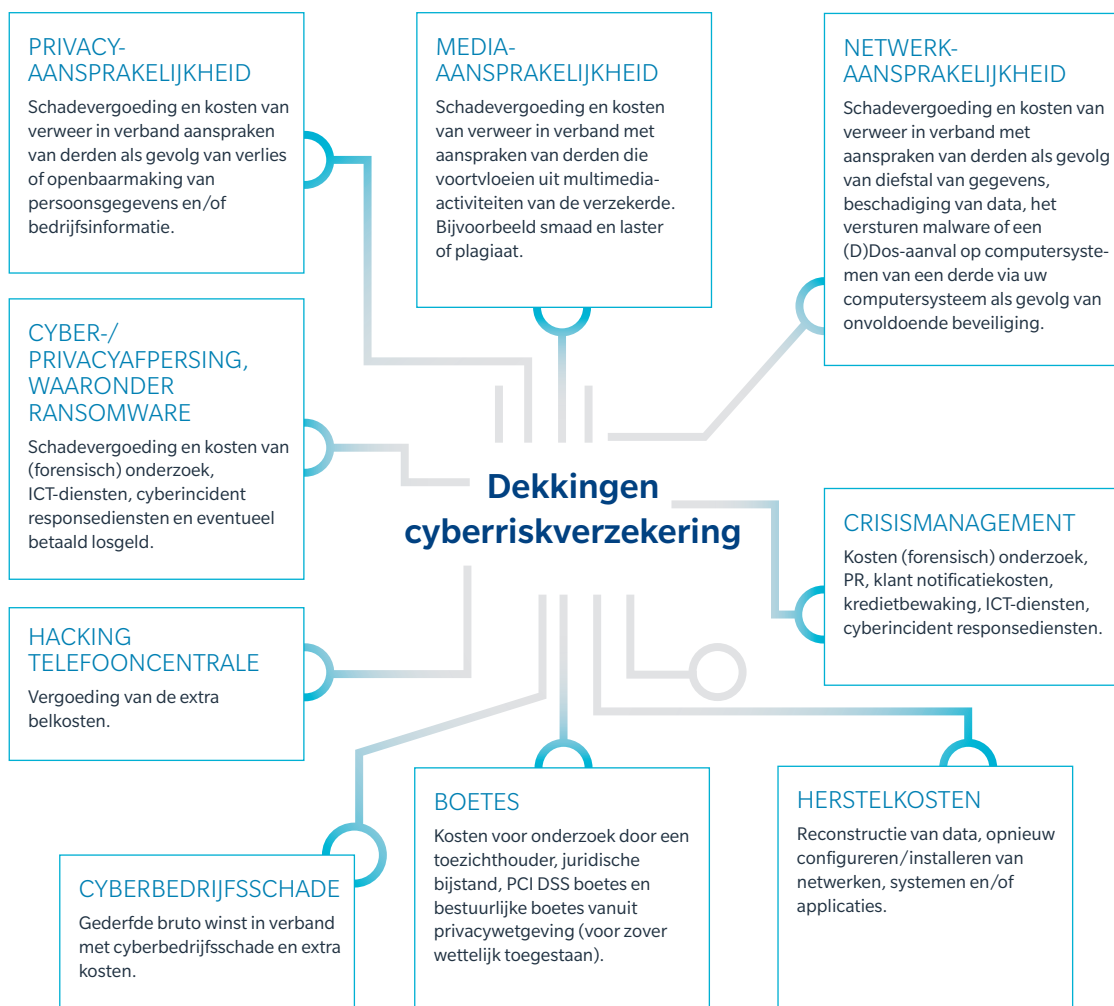 PRIVACY-
AANSPRAKELIJKHEID
Schadevergoeding en kosten van
verweer in verband aanspraken
van derden als gevolg van verlies
of openbaarmaking van
persoonsgegevens en/of
bedrijfsinformatie.
MEDIA-
AANSPRAKELIJKHEID
Schadevergoeding en kosten
van verweer in verband met
aanspraken van derden die
voortvloeien uit multimedia-
activiteiten van de verzekerde.
Bijvoorbeeld smaad en laster
of plagiaat.
NETWERK-
AANSPRAKELIJKHEID
Schadevergoeding en kosten van
verweer in verband met
aanspraken van derden als gevolg
van diefstal van gegevens,
beschadiging van data, het
versturen malware of een
(D)Dos-aanval op computersyste-
men van een derde via uw
computersysteem als gevolg van
onvoldoende beveiliging.
CYBER-/
PRIVACYAFPERSING,
WAARONDER
RANSOMWARE
Schadevergoeding en kosten van
(forensisch) onderzoek,
ICT-diensten, cyberincident
responsediensten en eventueel
betaald losgeld.
Dekkingen
cyberriskverzekering
CRISISMANAGEMENT
Kosten (forensisch) onderzoek,
PR, klant notificatiekosten,
kredietbewaking, ICT-diensten,
cyberincident responsediensten.
HACKING
TELEFOONCENTRALE
Vergoeding van de extra
belkosten.
CYBERBEDRIJFSSCHADE
Gederfde bruto winst in verband
met cyberbedrijfsschade en extra
kosten.
BOETES
Kosten voor onderzoek door een
toezichthouder, juridische
bijstand, PCI DSS boetes en
bestuurlijke boetes vanuit
privacywetgeving (voor zover
wettelijk toegestaan).
HERSTELKOSTEN
Reconstructie van data, opnieuw
configureren/installeren van
netwerken, systemen en/of
applicaties.